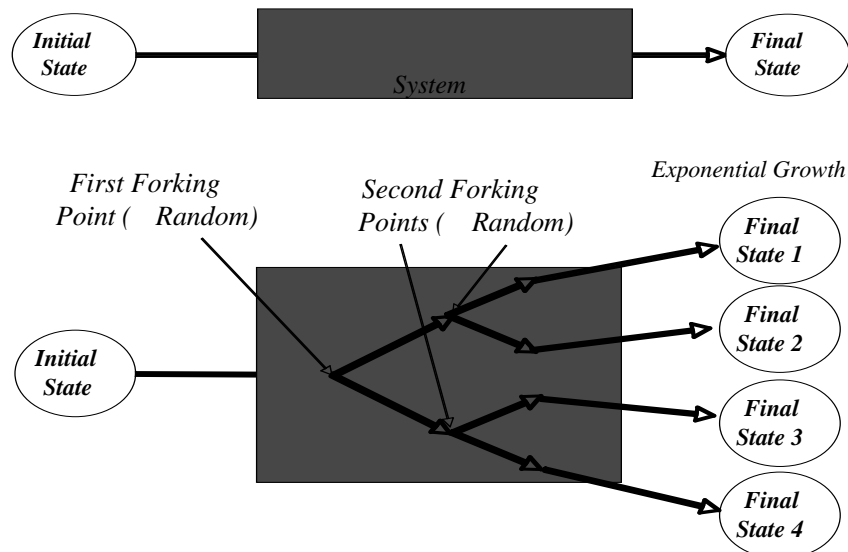 Initial
State
System
Final
State
First Forking
Point ( Random)
Second Forking
Points ( Random)
Exponential Growth
Initial
State
Final
State 1
Final
State 2
Final
State 3
Final
State 4